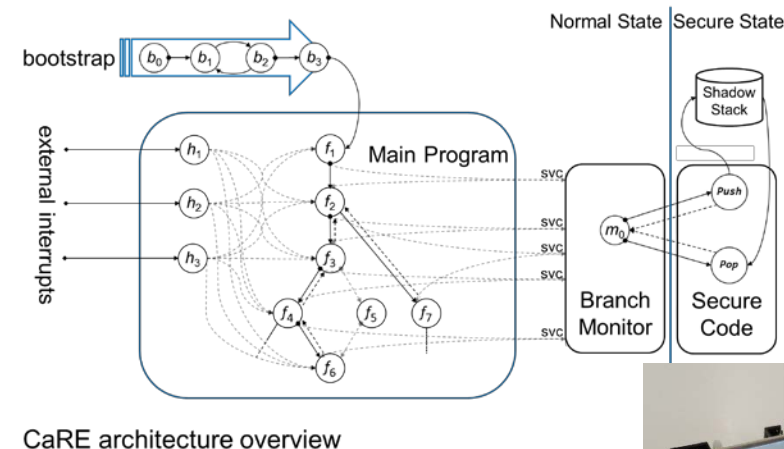 Normal State
Secure State
bootstrap
b0
b1
b2
b3
Shadow
Stack
external interrupts
h1
h2
h3
f1
Main Program
f2
f3
f4
f5
f7
f6
svc
svc
svc
svc
svc
m0
Branch
Monitor
Push
Pop
Secure
Code
CaRE architecture overview